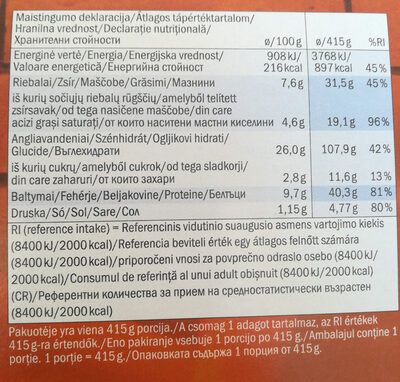 Maistingumo deklaracija/Átlagos tápértéktartalom/
Hranilna vrednost/Declarație nutrițională/
Хранителни стойности ø/100g ø/415g %RI
Energinė vertė/Energia/Energijska vrednost/ 908kJ/ 3768kJ/
Valoare energetică/Енергийна стойност 216kcal 897kcal 45%
Riebalai/Zsír/Maščobe/Grăsimi/Мазнини 7,6g 31,5g 45%
iš kurių sočiųjų riebalų rūgščių/amelyből telített
zsírsavak/od tega nasičene maščobe/din care
acizi grași saturați/от които наситени мастни киселини 4,6g 19,1g 96%
Angliavandeniai/Szénhidrát/Ogljikovi hidrati/
Glucide/Въглехидрати 26,0g 107,9g 42%
iš kurių cukrų/amelyből cukrok/od tega sladkorji/
din care zaharuri/от които захари 2,8g 11,6g 13%
Baltymai/Fehérje/Beljakovine/Proteine/Белтъци 9,7g 40,3g 81%
Druska/Só/Sol/Sare/Сол 1,15g 4,77g 80%
RI (reference intake) = Referencinis vidutinio suaugusio asmens vartojimo kiekis
(8400kJ/2000kcal)/Referencia beviteli érték egy átlagos felnőtt számára
(8400kJ/2000kcal)/priporočeni vnosi za povprečno odraslo osebo (8400kJ/
2000kcal)/Consumul de referință al unui adult obișnuit (8400kJ/2000kcal)
(CR)/Референтни количества за прием на средностатистически възрастен
(8400kJ/2000kcal)
Pakuotėje yra viena 415g porcija./A csomag 1 adagot tartalmaz, az RI értékek
415g-ra értendők./Eno pakiranje vsebuje 1 porcijo po 415g./Ambalajul conține 1
porție. 1 porție = 415g./Опаковката съдържа 1 порция от 415g.